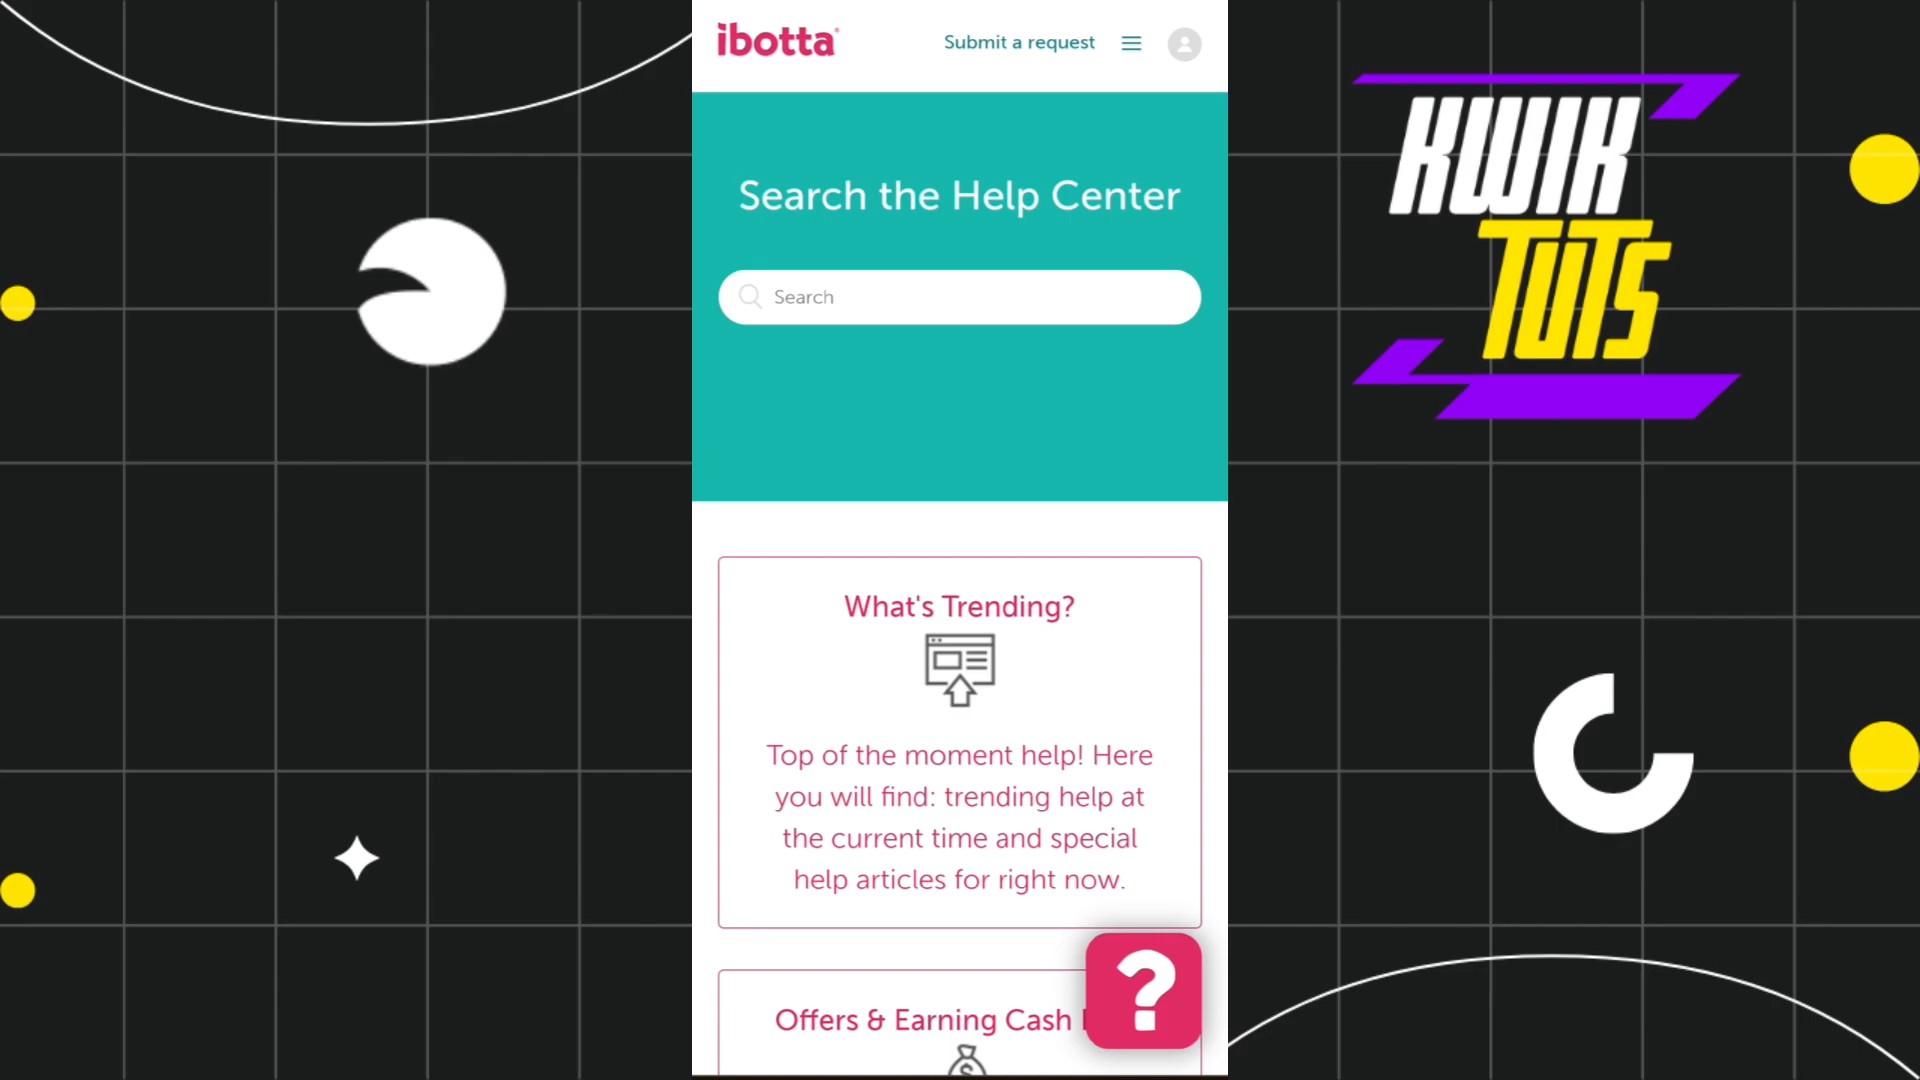 ibotta
Submit a request
Search the Help Center
Search
What's Trending?
Top of the moment help! Here
you will find: trending help at
the current time and special
help articles for right now.
Offers & Earning Cash
?
KWIK
TUTS